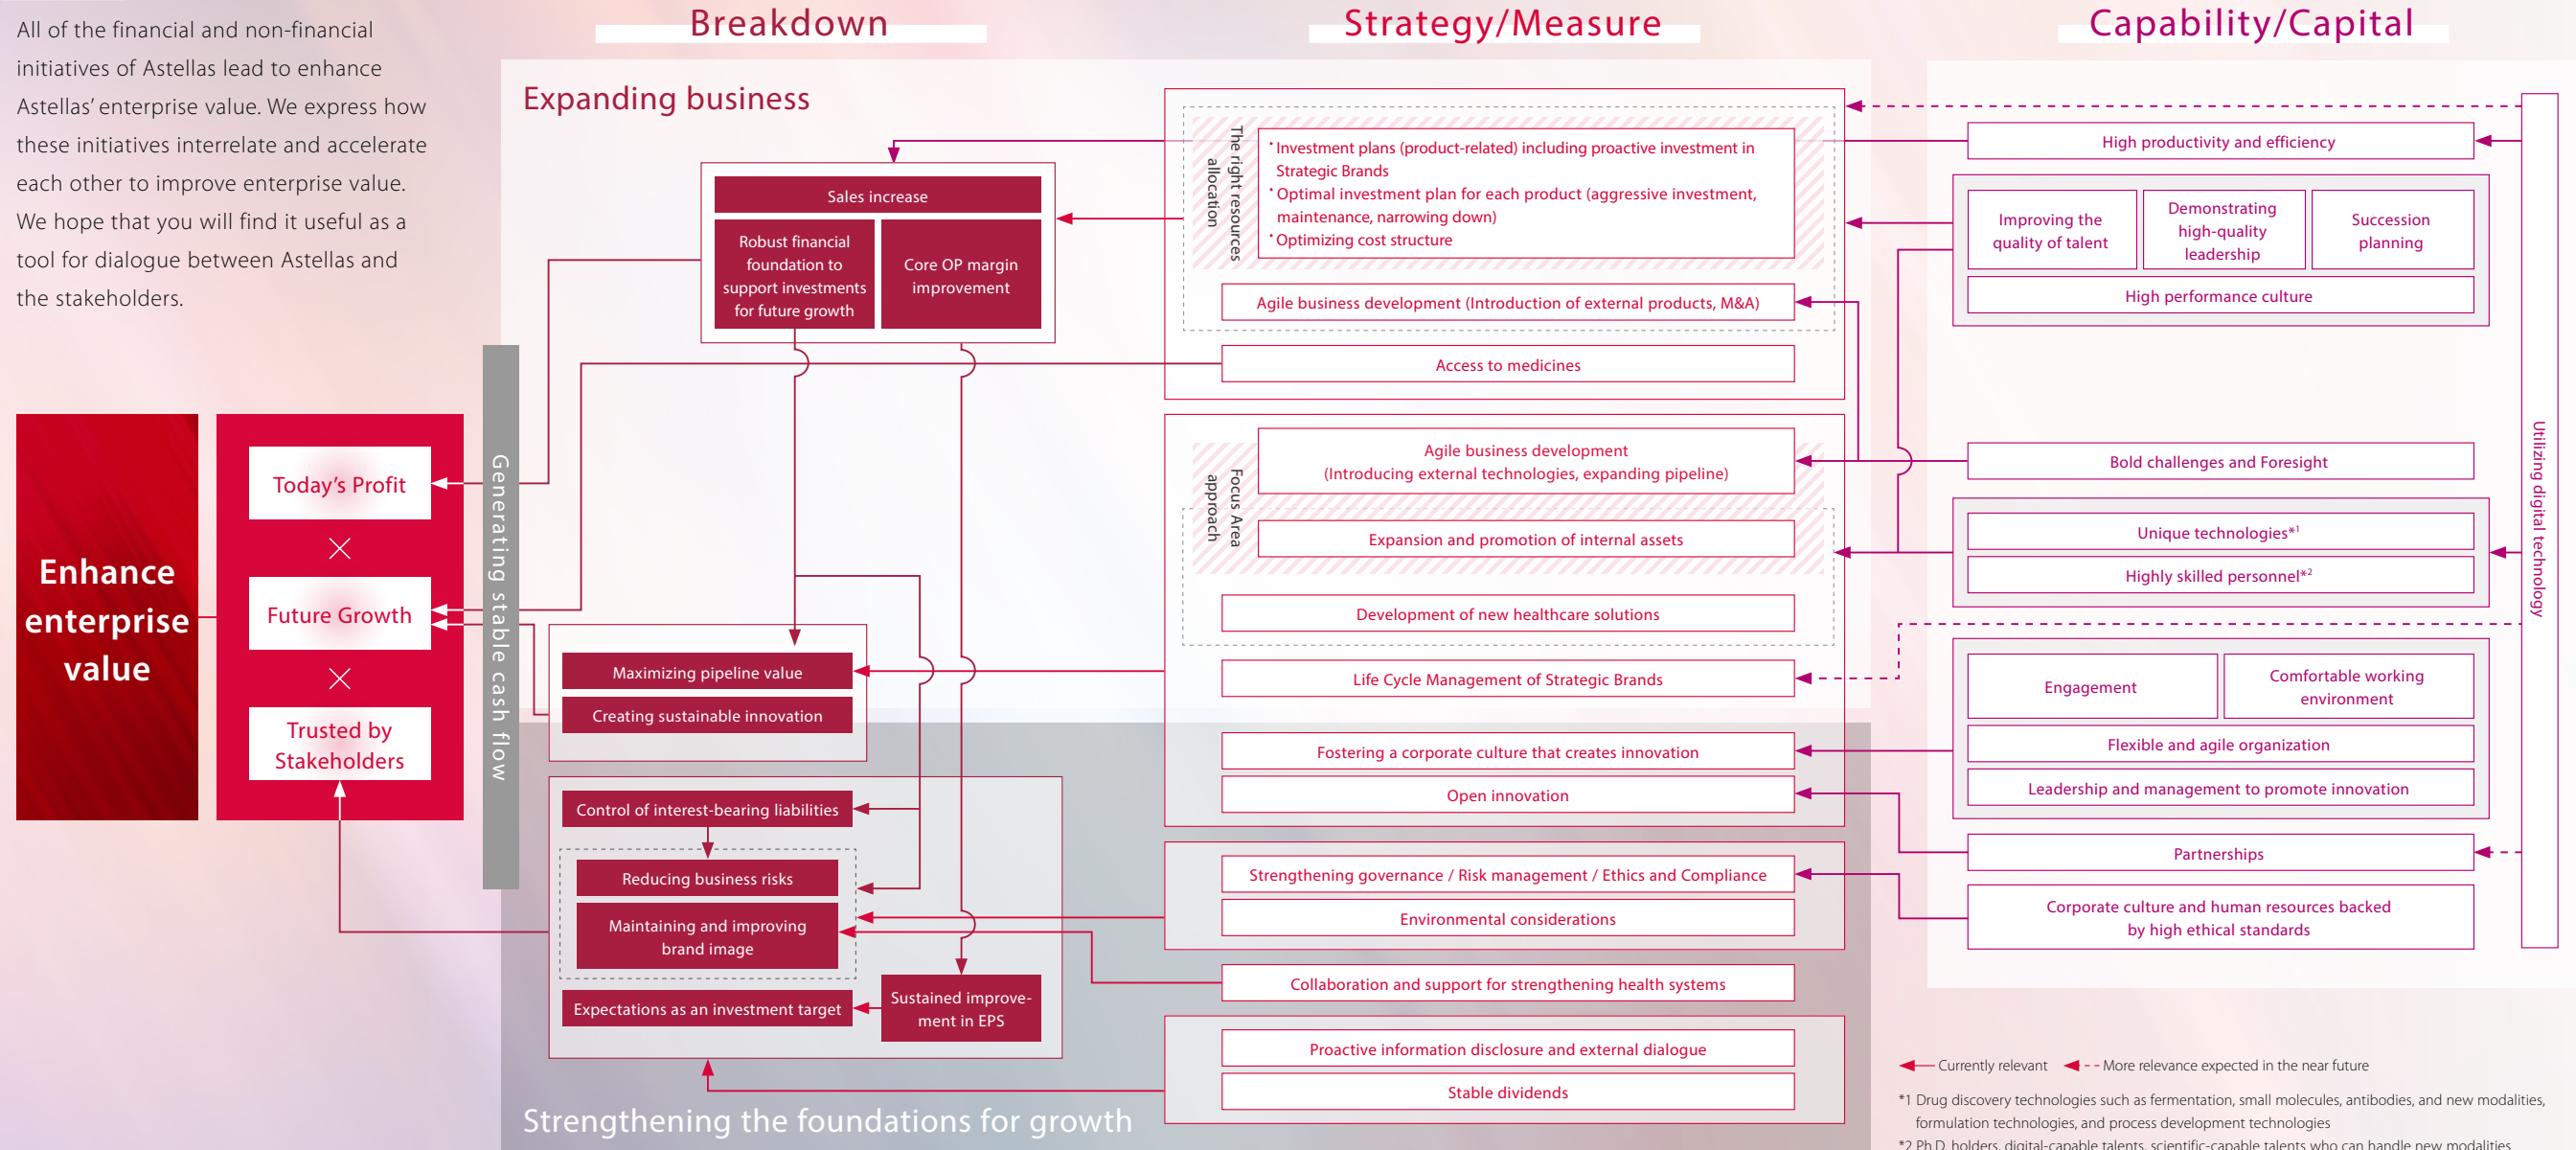 All of the financial and non-financial
initiatives of Astellas lead to enhance
Astellas’ enterprise value. We express how
these initiatives interrelate and accelerate
each other to improve enterprise value.
We hope that you will find it useful as a
tool for dialogue between Astellas and
the stakeholders.
Enhance
enterprise
value
Today’s Profit
×
Future Growth
×
Trusted by
Stakeholders
Generating stable cash flow
Breakdown
Expanding business
Sales increase
Robust financial
foundation to
support investments
for future growth
Core OP margin
improvement
Maximizing pipeline value
Creating sustainable innovation
Control of interest-bearing liabilities
Reducing business risks
Maintaining and improving
brand image
Expectations as an investment target
Sustained improve-
ment in EPS
Strengthening the foundations for growth
Strategy/Measure
The right resources
allocation
• Investment plans (product-related) including proactive investment in
Strategic Brands
• Optimal investment plan for each product (aggressive investment,
maintenance, narrowing down)
• Optimizing cost structure
Agile business development (Introduction of external products, M&A)
Access to medicines
Focus Area
approach
Agile business development
(Introducing external technologies, expanding pipeline)
Expansion and promotion of internal assets
Development of new healthcare solutions
Life Cycle Management of Strategic Brands
Fostering a corporate culture that creates innovation
Open innovation
Strengthening governance / Risk management / Ethics and Compliance
Environmental considerations
Collaboration and support for strengthening health systems
Proactive information disclosure and external dialogue
Stable dividends
Capability/Capital
High productivity and efficiency
Improving the
quality of talent
Demonstrating
high-quality
leadership
Succession
planning
High performance culture
Bold challenges and Foresight
Unique technologies*1
Highly skilled personnel*2
Engagement
Comfortable working
environment
Flexible and agile organization
Leadership and management to promote innovation
Partnerships
Corporate culture and human resources backed
by high ethical standards
Utilizing digital technology
Currently relevant
More relevance expected in the near future
*1 Drug discovery technologies such as fermentation, small molecules, antibodies, and new modalities,
formulation technologies, and process development technologies
*2 Ph.D. holders, digital-capable talents, scientific-capable talents who can handle new modalities